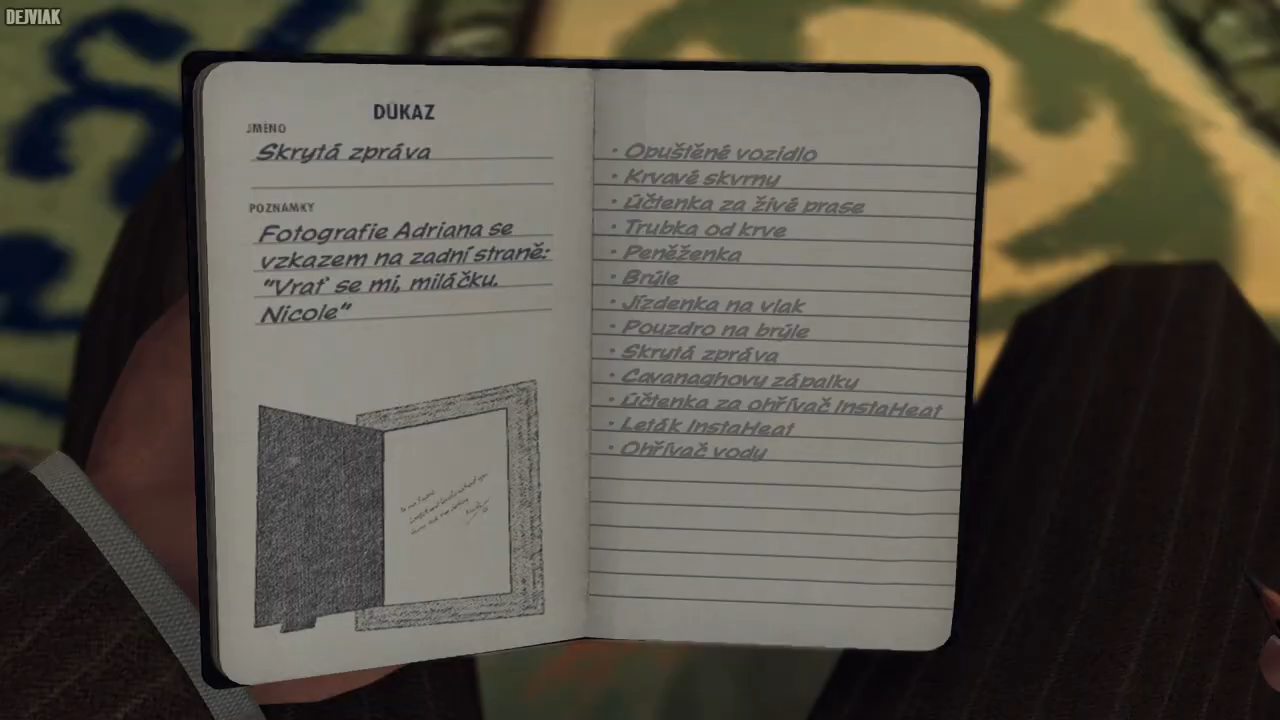 DEJVIAK
DUKAZ
JMÉNO
Skrytá zpráva
POZNÁMKY
Fotografie Adriana se
vzkazem na zadní straně:
"Vrať se mi, miláčku.
Nicole"
• Opuštěné vozidlo
• Krvavé skvrny
• Účtenka za živé prase
• Trubka od krve
• Peněženka
• Brýle
• Jízdenka na vlak
• Pouzdro na brýle
• Skrytá zpráva
• Cavanaghovy zápalky
• Účtenka za ohřívač InstaHeat
• Leták InstaHeat
• Ohřívač vody